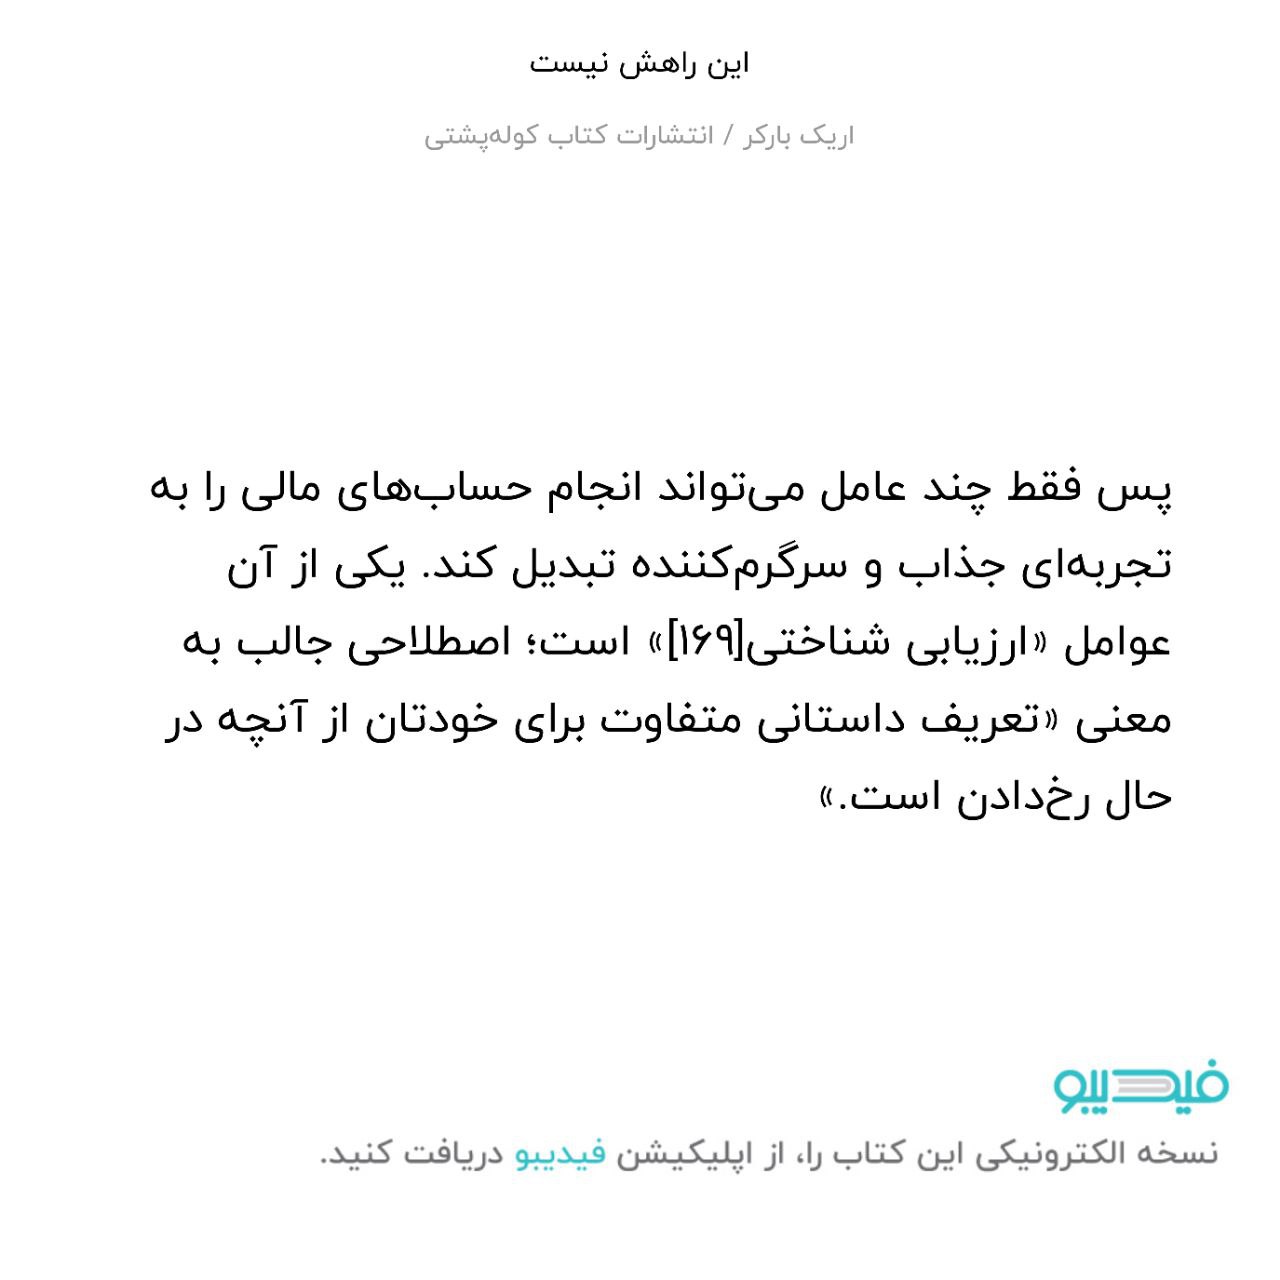 این راهش نیست
اریک بارکر / انتشارات کتاب کوله‌پشتی
پس فقط چند عامل می‌تواند انجام حساب‌های مالی را به
تجربه‌ای جذاب و سرگرم‌کننده تبدیل کند. یکی از آن
عوامل «ارزیابی شناختی[۱۶۹]» است؛ اصطلاحی جالب به
معنی «تعریف داستانی متفاوت برای خودتان از آنچه در
حال رخ‌دادن است.»
فیدیبو
نسخه الکترونیکی این کتاب را، از اپلیکیشن فیدیبو دریافت کنید.